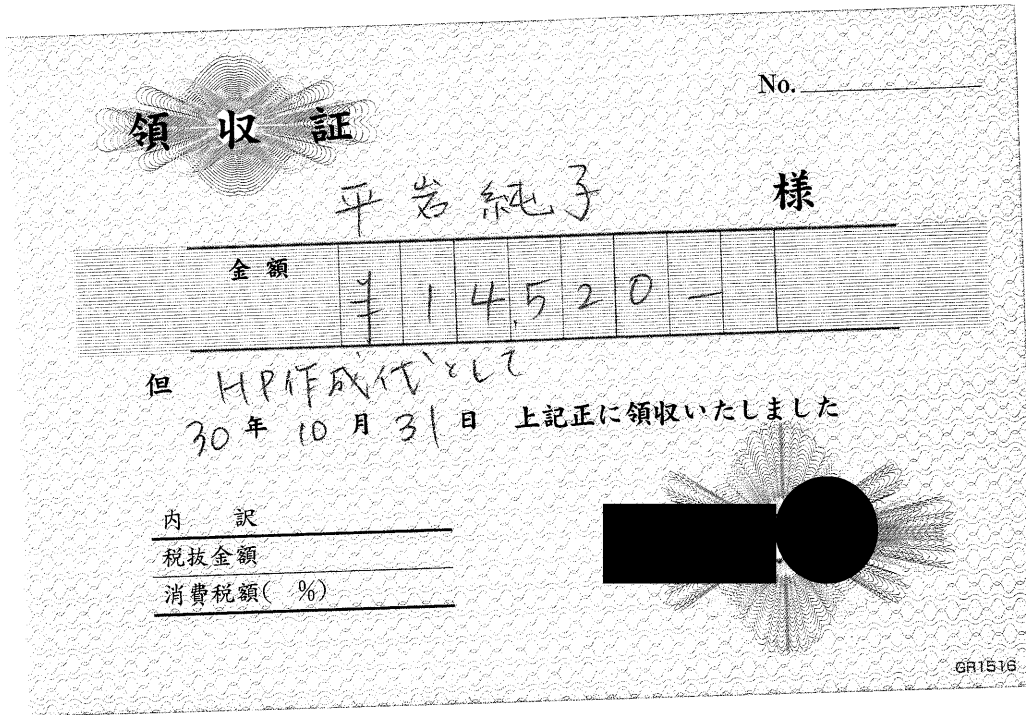 No.
領収証
平岩純子 様
金額 ¥14,520-
但 HP作成代として
30年10月31日 上記正に領収いたしました
内訳
税抜金額
消費税額( %)
GR1516